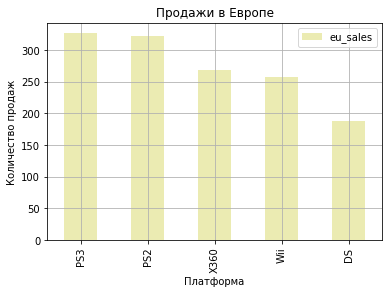 Продажи в Европе
eu_sales
Количество продаж
300
250
200
150
100
50
0
PS3
PS2
X360
Wii
DS
Платформа